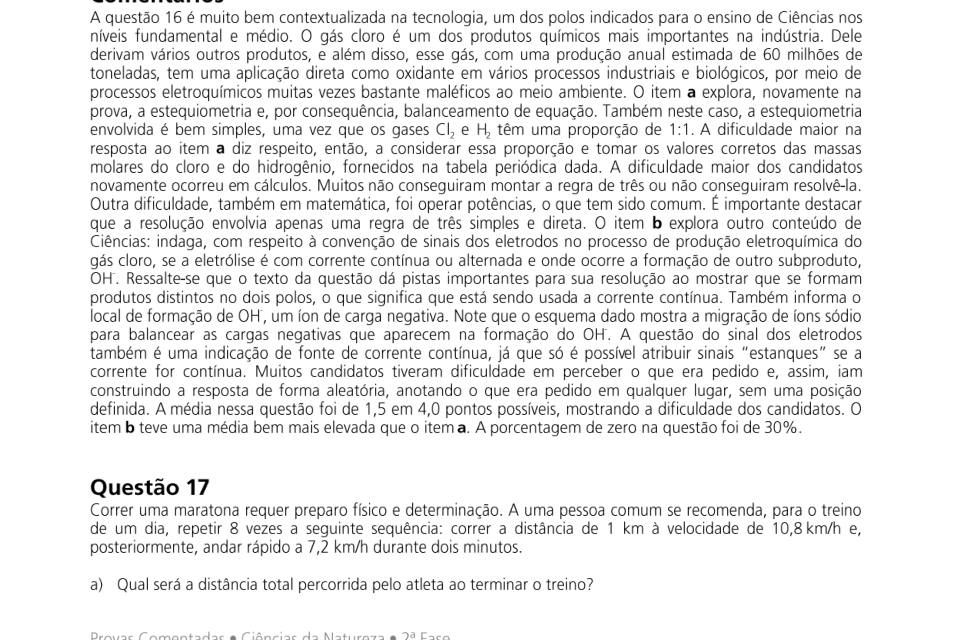 Comentários
A questão 16 é muito bem contextualizada na tecnologia, um dos polos indicados para o ensino de Ciências nos
níveis fundamental e médio. O gás cloro é um dos produtos químicos mais importantes na indústria. Dele
derivam vários outros produtos, e além disso, esse gás, com uma produção anual estimada de 60 milhões de
toneladas, tem uma aplicação direta como oxidante em vários processos industriais e biológicos, por meio de
processos eletroquímicos muitas vezes bastante maléficos ao meio ambiente. O item a explora, novamente na
prova, a estequiometria e, por consequência, balanceamento de equação. Também neste caso, a estequiometria
envolvida é bem simples, uma vez que os gases Cl₂ e H₂ têm uma proporção de 1:1. A dificuldade maior na
resposta ao item a diz respeito, então, a considerar essa proporção e tomar os valores corretos das massas
molares do cloro e do hidrogênio, fornecidos na tabela periódica dada. A dificuldade maior dos candidatos
novamente ocorreu em cálculos. Muitos não conseguiram montar a regra de três ou não conseguiram resolvê-la.
Outra dificuldade, também em matemática, foi operar potências, o que tem sido comum. É importante destacar
que a resolução envolvia apenas uma regra de três simples e direta. O item b explora outro conteúdo de
Ciências: indaga, com respeito à convenção de sinais dos eletrodos no processo de produção eletroquímica do
gás cloro, se a eletrólise é com corrente contínua ou alternada e onde ocorre a formação de outro subproduto,
OH⁻. Ressalte-se que o texto da questão dá pistas importantes para sua resolução ao mostrar que se formam
produtos distintos no dois polos, o que significa que está sendo usada a corrente contínua. Também informa o
local de formação de OH⁻, um íon de carga negativa. Note que o esquema dado mostra a migração de íons sódio
para balancear as cargas negativas que aparecem na formação do OH⁻. A questão do sinal dos eletrodos
também é uma indicação de fonte de corrente contínua, já que só é possível atribuir sinais “estanques” se a
corrente for contínua. Muitos candidatos tiveram dificuldade em perceber o que era pedido e, assim, iam
construindo a resposta de forma aleatória, anotando o que era pedido em qualquer lugar, sem uma posição
definida. A média nessa questão foi de 1,5 em 4,0 pontos possíveis, mostrando a dificuldade dos candidatos. O
item b teve uma média bem mais elevada que o item a. A porcentagem de zero na questão foi de 30%.
Questão 17
Correr uma maratona requer preparo físico e determinação. A uma pessoa comum se recomenda, para o treino
de um dia, repetir 8 vezes a seguinte sequência: correr a distância de 1 km à velocidade de 10,8 km/h e,
posteriormente, andar rápido a 7,2 km/h durante dois minutos.
a) Qual será a distância total percorrida pelo atleta ao terminar o treino?
Provas Comentadas • Ciências da Natureza • 2ª Fase